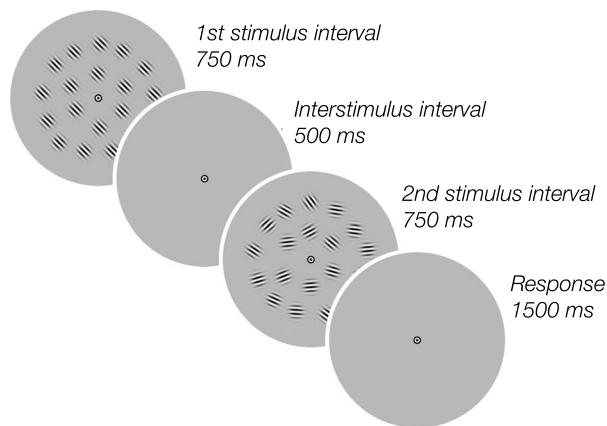 1st stimulus interval
750 ms
Interstimulus interval
500 ms
2nd stimulus interval
750 ms
Response
1500 ms